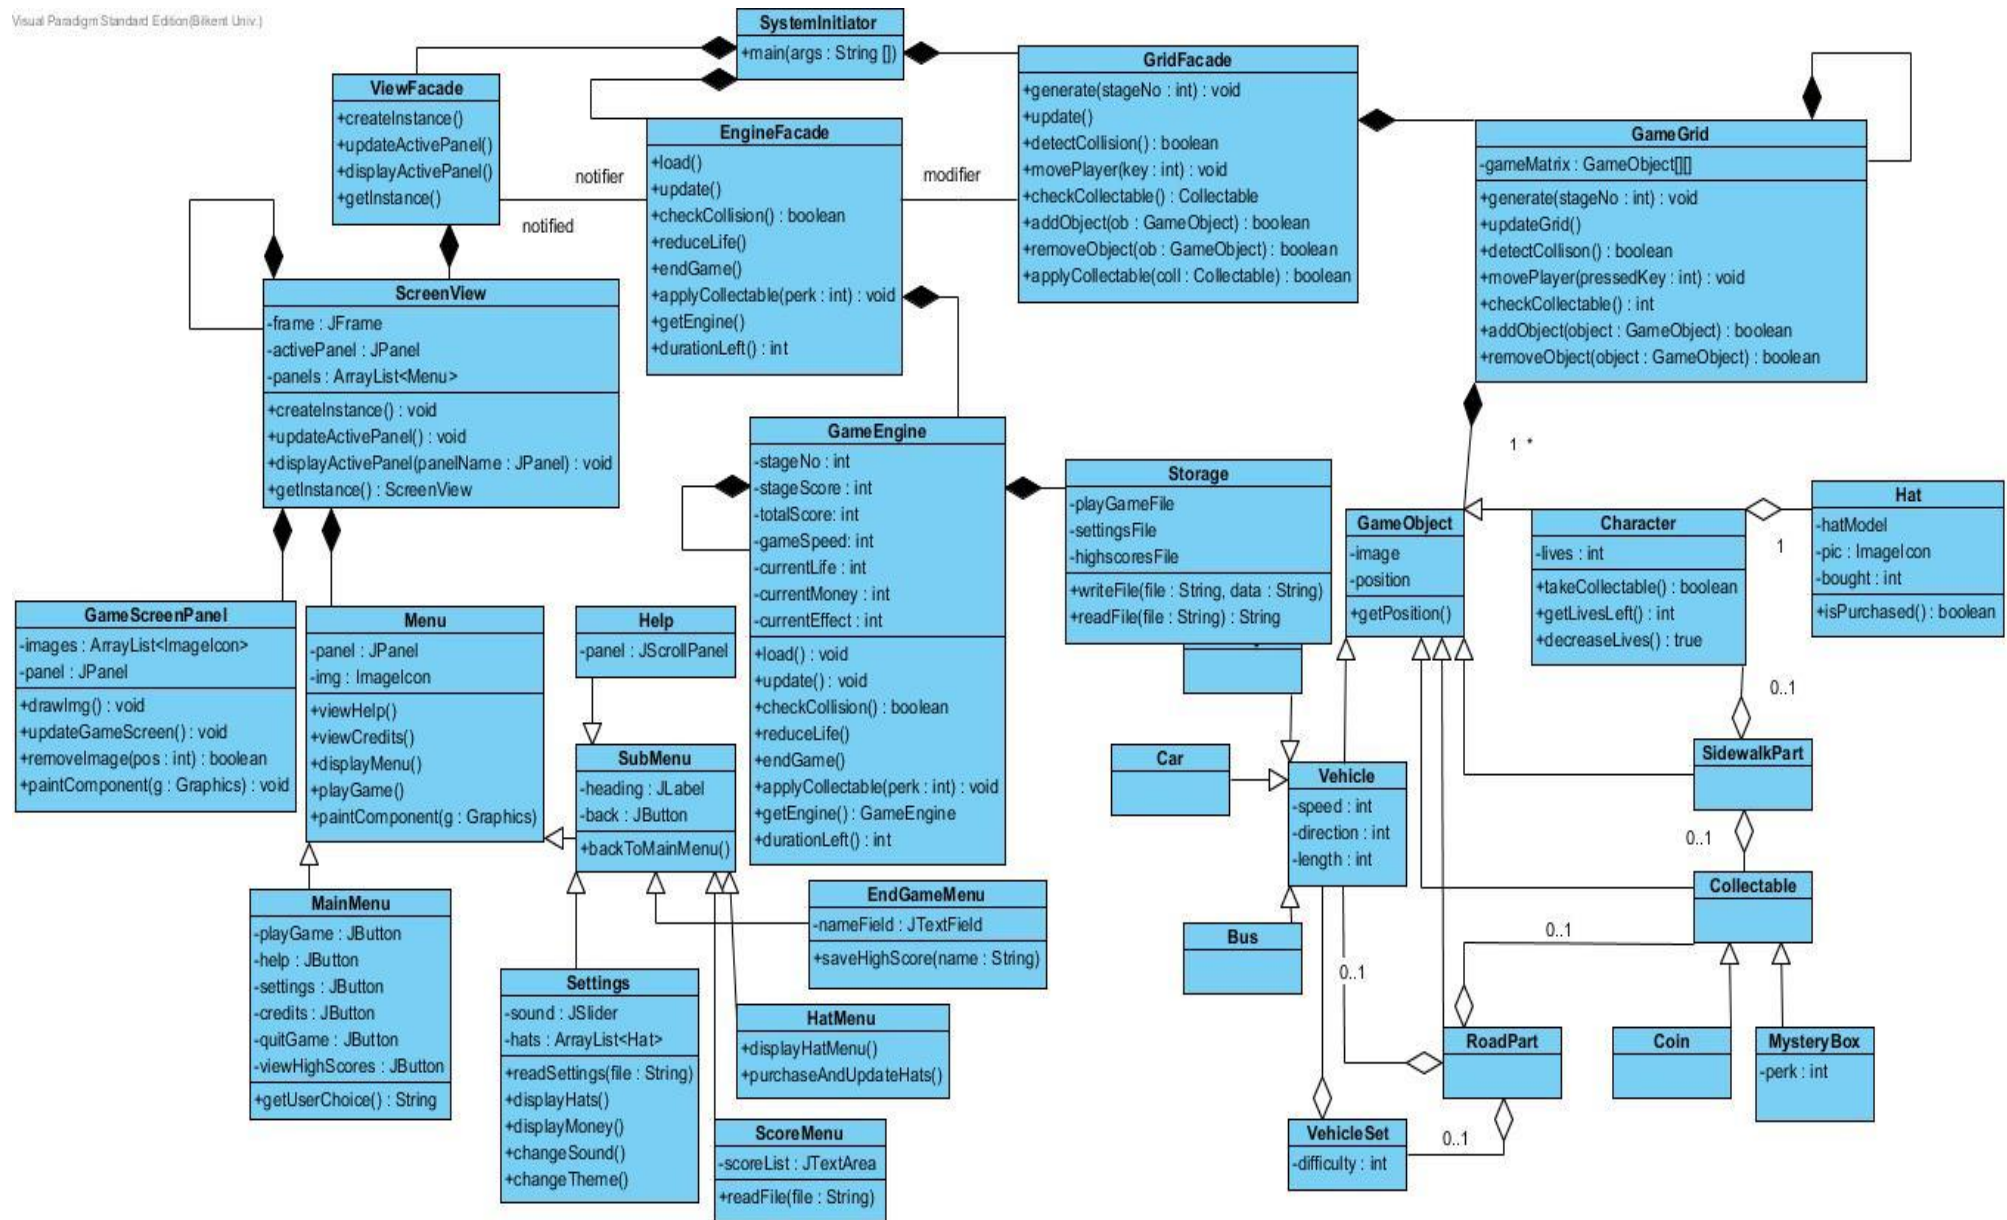 Visual Paradigm Standard Edition(Bilkent Univ.)
SystemInitiator
+main(args : String [])
ViewFacade
+createInstance()
+updateActivePanel()
+displayActivePanel()
+getInstance()
notifier
notified
EngineFacade
+load()
+update()
+checkCollision() : boolean
+reduceLife()
+endGame()
+applyCollectable(perk : int) : void
+getEngine()
+durationLeft() : int
modifier
GridFacade
+generate(stageNo : int) : void
+update()
+detectCollision() : boolean
+movePlayer(key : int) : void
+checkCollectable() : Collectable
+addObject(ob : GameObject) : boolean
+removeObject(ob : GameObject) : boolean
+applyCollectable(coll : Collectable) : boolean
GameGrid
-gameMatrix : GameObject[][]
+generate(stageNo : int) : void
+updateGrid()
+detectCollison() : boolean
+movePlayer(pressedKey : int) : void
+checkCollectable() : int
+addObject(object : GameObject) : boolean
+removeObject(object : GameObject) : boolean
ScreenView
-frame : JFrame
-activePanel : JPanel
-panels : ArrayList<Menu>
+createInstance() : void
+updateActivePanel() : void
+displayActivePanel(panelName : JPanel) : void
+getInstance() : ScreenView
GameEngine
-stageNo : int
-stageScore : int
-totalScore: int
-gameSpeed: int
-currentLife : int
-currentMoney : int
-currentEffect : int
+load() : void
+update() : void
+checkCollision() : boolean
+reduceLife()
+endGame()
+applyCollectable(perk : int) : void
+getEngine() : GameEngine
+durationLeft() : int
Storage
-playGameFile
-settingsFile
-highscoresFile
+writeFile(file : String, data : String)
+readFile(file : String) : String
1 *
GameObject
-image
-position
+getPosition()
Character
-lives : int
+takeCollectable() : boolean
+getLivesLeft() : int
+decreaseLives() : true
1
Hat
-hatModel
-pic : ImageIcon
-bought : int
+isPurchased() : boolean
GameScreenPanel
-images : ArrayList<ImageIcon>
-panel : JPanel
+drawImg() : void
+updateGameScreen() : void
+removeImage(pos : int) : boolean
+paintComponent(g : Graphics) : void
Menu
-panel : JPanel
-img : ImageIcon
+viewHelp()
+viewCredits()
+displayMenu()
+playGame()
+paintComponent(g : Graphics)
Help
-panel : JScrollPanel
SubMenu
-heading : JLabel
-back : JButton
+backToMainMenu()
0..1
SidewalkPart
Car
Vehicle
-speed : int
-direction : int
-length : int
0..1
Collectable
MainMenu
-playGame : JButton
-help : JButton
-settings : JButton
-credits : JButton
-quitGame : JButton
-viewHighScores : JButton
+getUserChoice() : String
EndGameMenu
-nameField : JTextField
+saveHighScore(name : String)
Bus
0..1
0..1
Settings
-sound : JSlider
-hats : ArrayList<Hat>
+readSettings(file : String)
+displayHats()
+displayMoney()
+changeSound()
+changeTheme()
HatMenu
+displayHatMenu()
+purchaseAndUpdateHats()
RoadPart
Coin
MysteryBox
-perk : int
ScoreMenu
-scoreList : JTextArea
+readFile(file : String)
VehicleSet
-difficulty : int
0..1